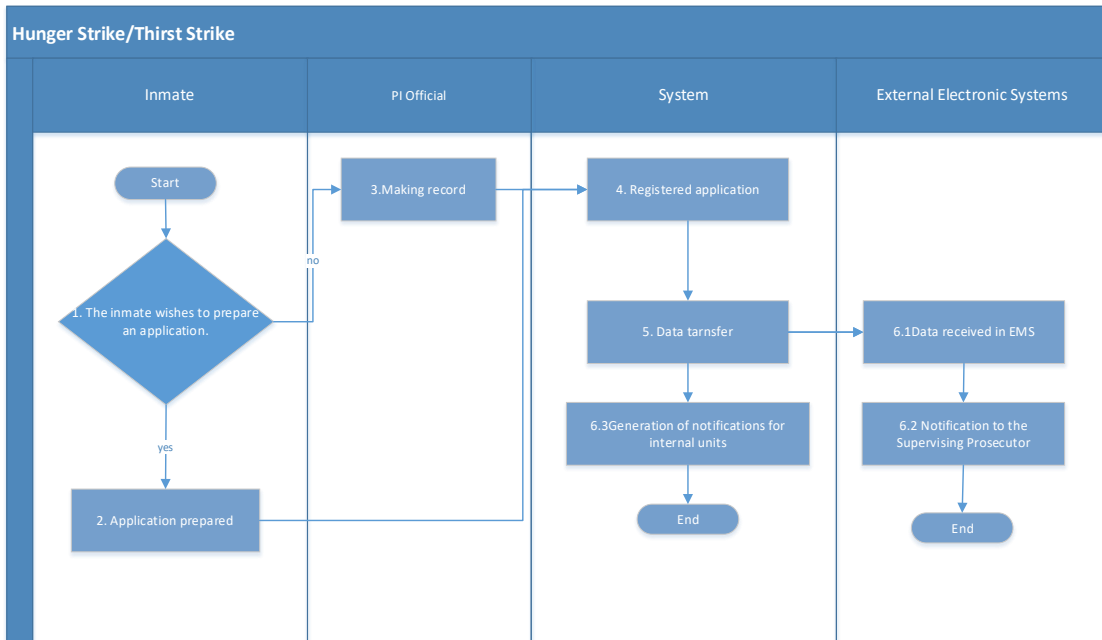 Hunger Strike/Thirst Strike
Inmate
PI Official
System
External Electronic Systems
Start
3.Making record
4. Registered application
no
1. The inmate wishes to prepare
an application.
5. Data tarnsfer
6.1Data received in EMS
yes
6.3Generation of notifications for
internal units
6.2 Notification to the
Supervising Prosecutor
2. Application prepared
End
End